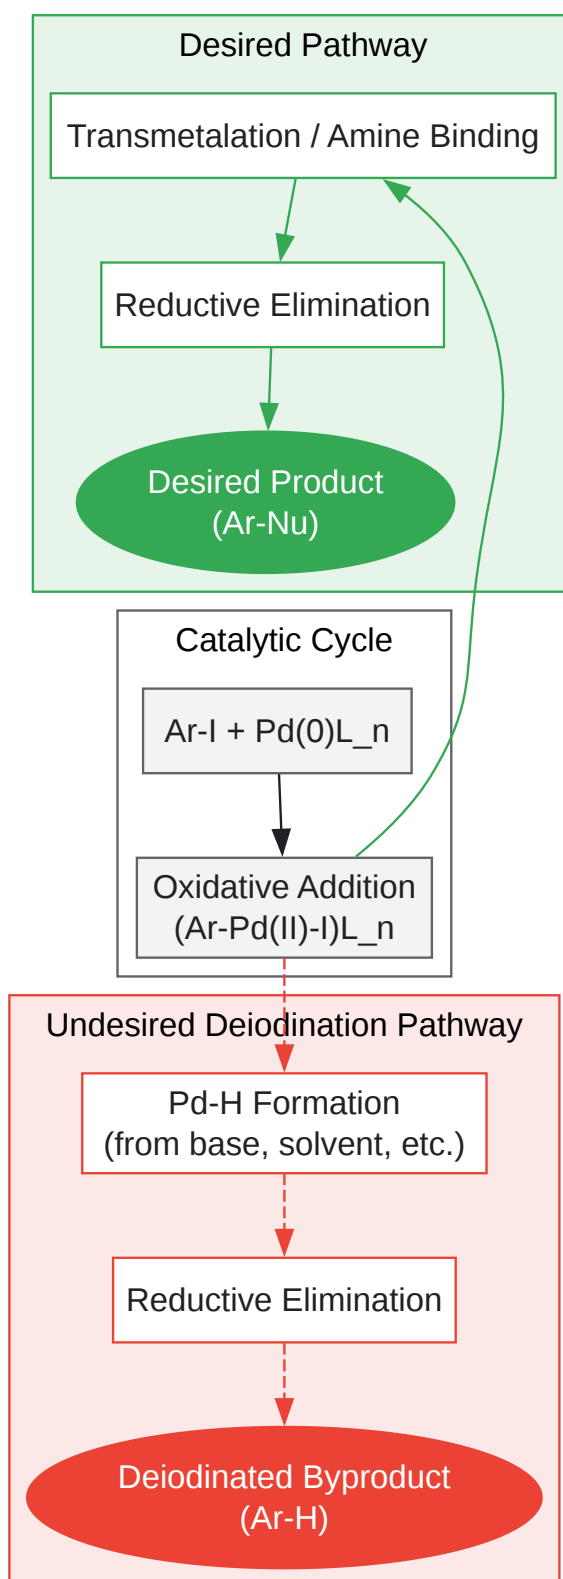 Desired Pathway
Transmetalation / Amine Binding
Reductive Elimination
Desired Product
(Ar-Nu)
Catalytic Cycle
Ar-I + Pd(0)L_n
Oxidative Addition
(Ar-Pd(II)-I)L_n
Undesired Deiodination Pathway
Pd-H Formation
(from base, solvent, etc.)
Reductive Elimination
Deiodinated Byproduct
(Ar-H)